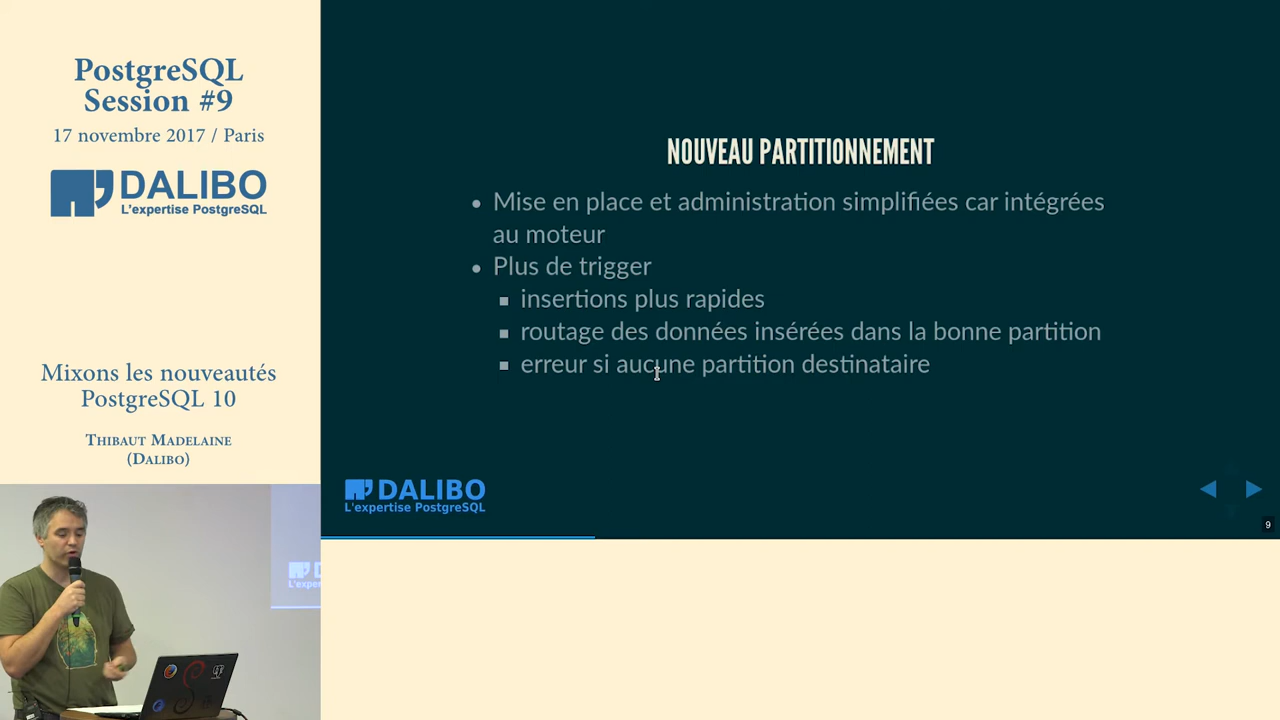 PostgreSQL
Session #9
17 novembre 2017 / Paris
DALIBO
L'expertise PostgreSQL
Mixons les nouveautés
PostgreSQL 10
Thibaut Madelaine
(Dalibo)
NOUVEAU PARTITIONNEMENT
• Mise en place et administration simplifiées car intégrées
au moteur
• Plus de trigger
▪ insertions plus rapides
▪ routage des données insérées dans la bonne partition
▪ erreur si aucune partition destinataire
DALIBO
L'expertise PostgreSQL
9